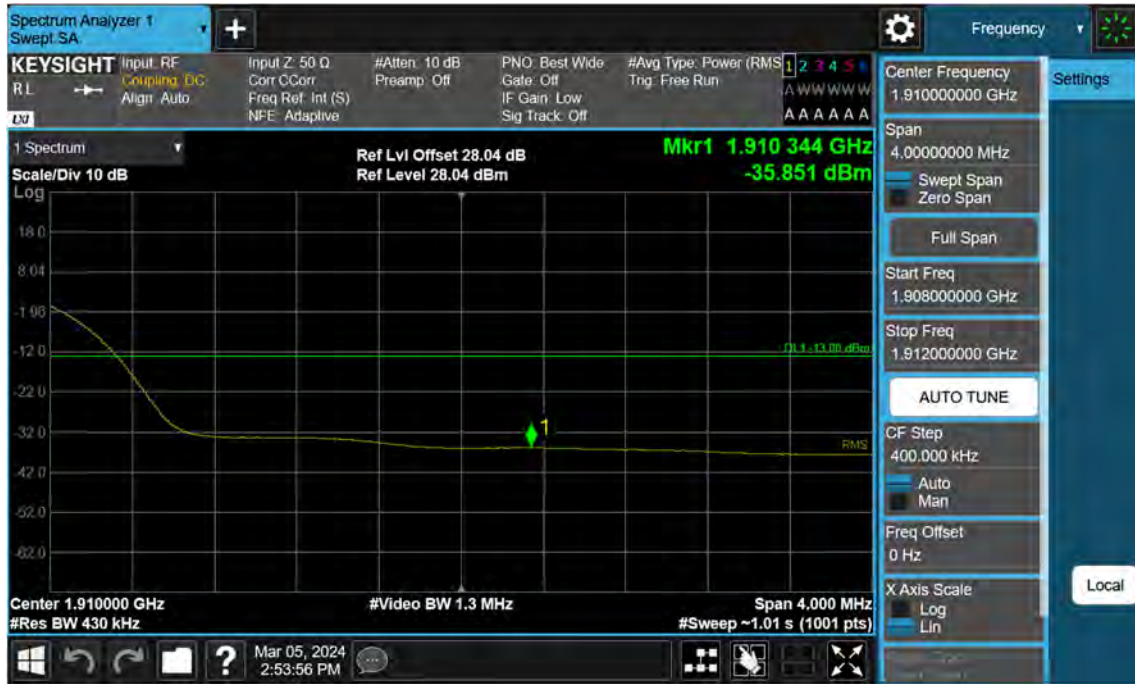 Spectrum Analyzer 1
Swept SA
+
Frequency
KEYSIGHT
RL
LXI
Input: RF
Coupling: DC
Align: Auto
Input Z: 50 Ω
Corr CCorr
Freq Ref: Int (S)
NFE: Adaptive
#Atten: 10 dB
Preamp: Off
PNO: Best Wide
Gate: Off
IF Gain: Low
Sig Track: Off
#Avg Type: Power (RMS
Trig: Free Run
1 2 3 4 5 6
A W W W W W
A A A A A A
1 Spectrum
Scale/Div 10 dB
Ref Lvl Offset 28.04 dB
Ref Level 28.04 dBm
Mkr1 1.910 344 GHz
-35.851 dBm
Log
18.0
8.04
-1.96
-12.0
-22.0
-32.0
-42.0
-52.0
-62.0
DL1 -13.00 dBm
1
RMS
Center 1.910000 GHz
#Res BW 430 kHz
#Video BW 1.3 MHz
Span 4.000 MHz
#Sweep ~1.01 s (1001 pts)
Center Frequency
1.910000000 GHz
Span
4.00000000 MHz
Swept Span
Zero Span
Full Span
Start Freq
1.908000000 GHz
Stop Freq
1.912000000 GHz
AUTO TUNE
CF Step
400.000 kHz
Auto
Man
Freq Offset
0 Hz
X Axis Scale
Log
Lin
Settings
Local
?
Mar 05, 2024
2:53:56 PM